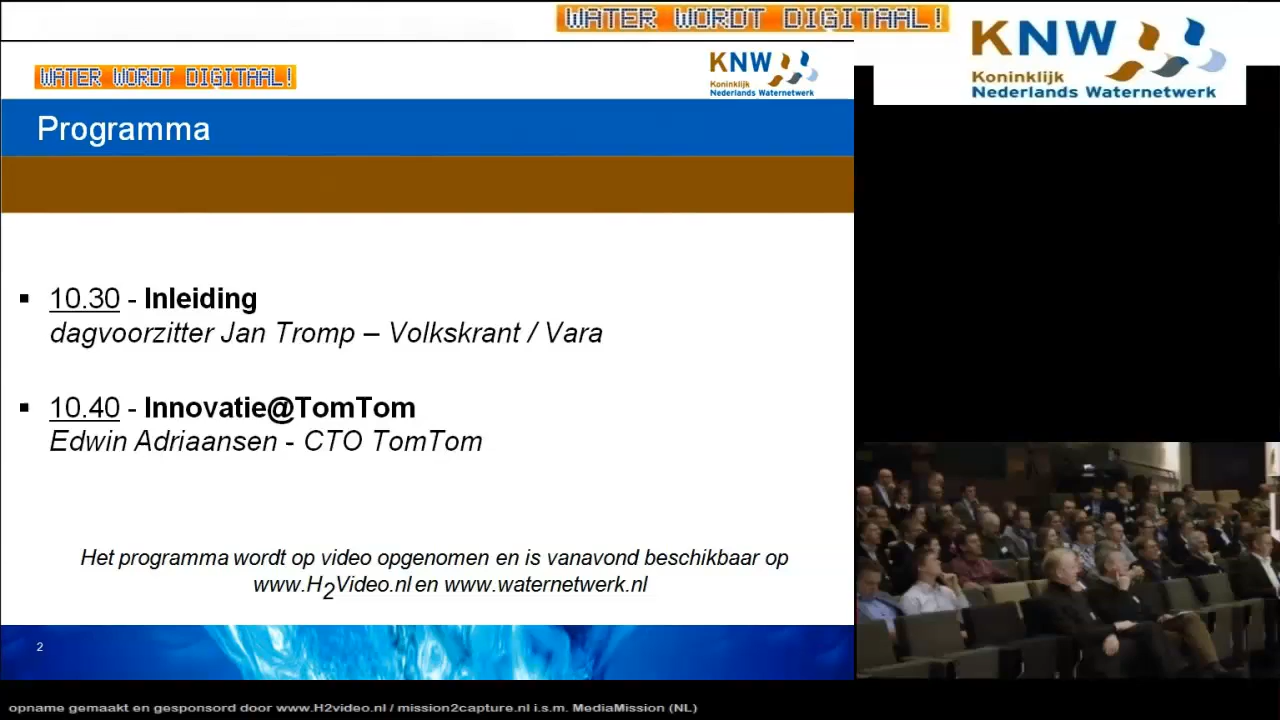 WATER WORDT DIGITAAL!
KNW
Koninklijk
Nederlands Waternetwerk
WATER WORDT DIGITAAL!
KNW
Koninklijk
Nederlands Waternetwerk
Programma
▪ 10.30 - Inleiding
dagvoorzitter Jan Tromp – Volkskrant / Vara
▪ 10.40 - Innovatie@TomTom
Edwin Adriaansen - CTO TomTom
Het programma wordt op video opgenomen en is vanavond beschikbaar op
www.H2Video.nl en www.waternetwerk.nl
2
opname gemaakt en gesponsord door www.H2video.nl / mission2capture.nl i.s.m. MediaMission (NL)